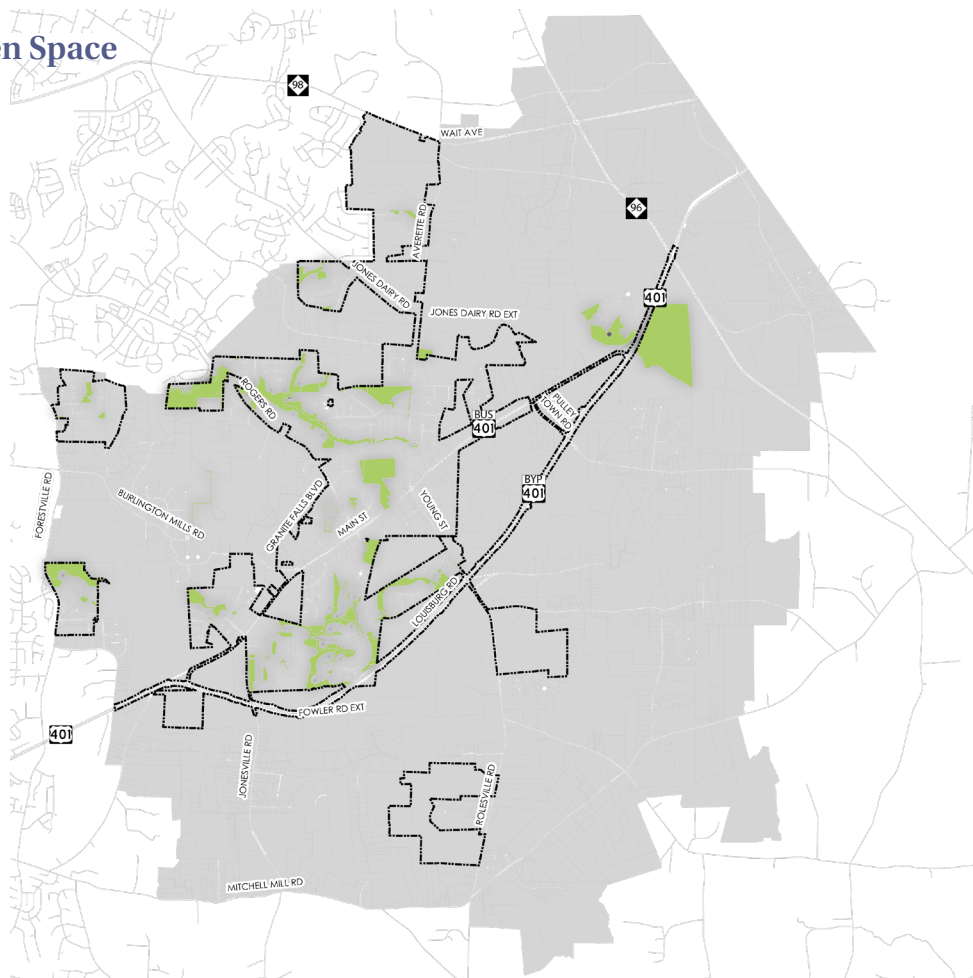 en Space
98
WAIT AVE
96
AVERETTE RD
JONES DAIRY RD
401
JONES DAIRY RD EXT
ROGERS RD
PULLEY
TOWN RD
BUS
401
BYP
401
FORESTVILLE RD
BURLINGTON MILLS RD
GRANITE FALLS BLVD
MAIN ST
YOUNG ST
LOUISBURG RD
FOWLER RD EXT
401
JONESVILLE RD
ROLESVILLE RD
MITCHELL MILL RD